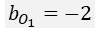 b_{O_1} = −2